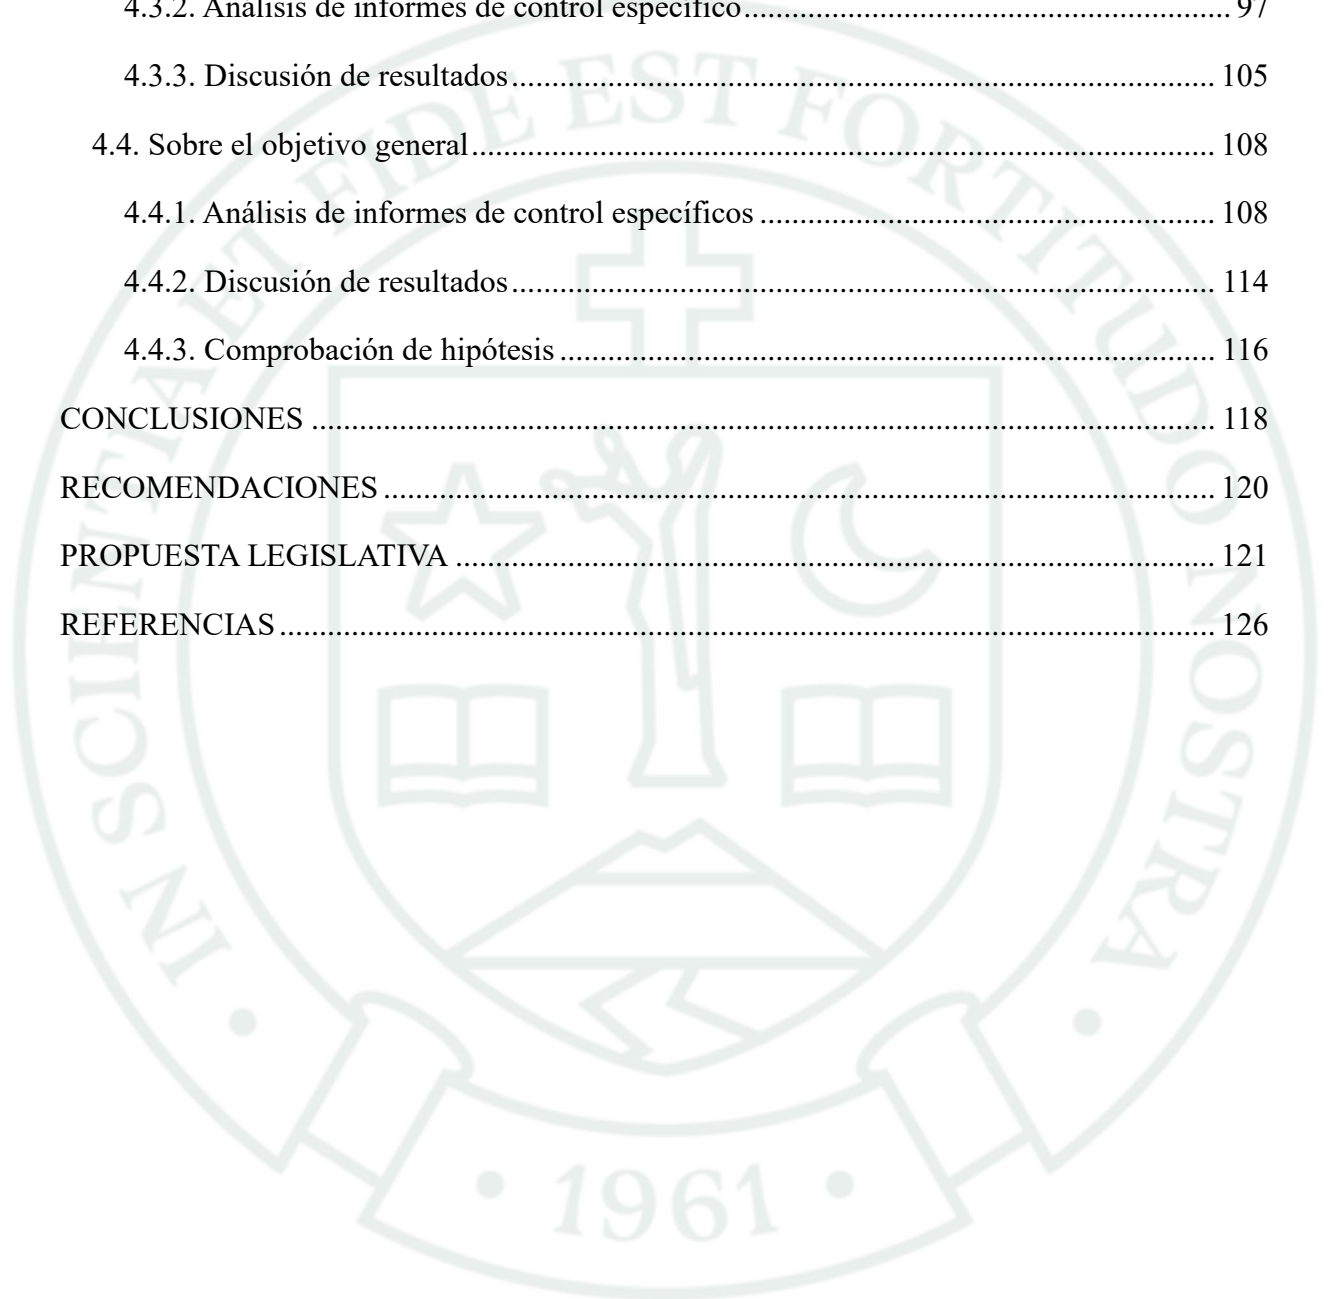 4.3.2. Análisis de informes de control específico........................................................ 97
4.3.3. Discusión de resultados........................................................ 105
4.4. Sobre el objetivo general........................................................ 108
4.4.1. Análisis de informes de control específicos ........................................................ 108
4.4.2. Discusión de resultados........................................................ 114
4.4.3. Comprobación de hipótesis ........................................................ 116
CONCLUSIONES ........................................................ 118
RECOMENDACIONES ........................................................ 120
PROPUESTA LEGISLATIVA ........................................................ 121
REFERENCIAS ........................................................ 126
IN SCIENTIA ET FIDE EST FORTITUDO NOSTRA
• 1961 •